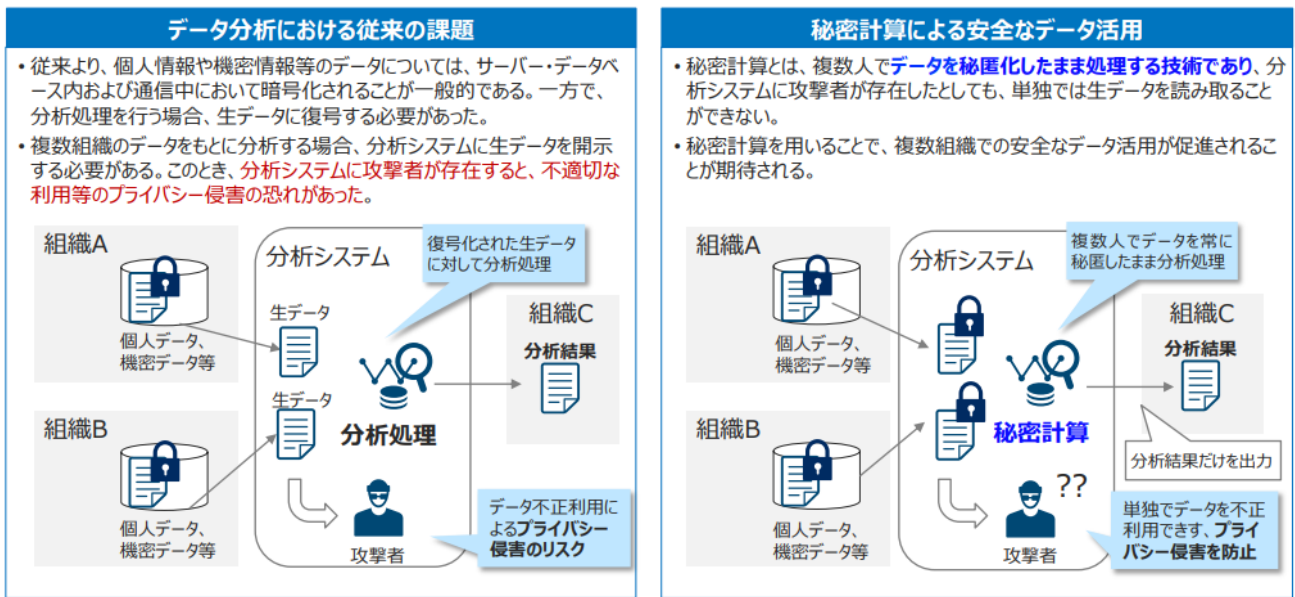 データ分析における従来の課題
• 従来より、個人情報や機密情報等のデータについては、サーバー・データベ
ース内および通信中において暗号化されることが一般的である。一方で、
分析処理を行う場合、生データに復号する必要があった。
• 複数組織のデータをもとに分析する場合、分析システムに生データを開示
する必要がある。このとき、分析システムに攻撃者が存在すると、不適切な
利用等のプライバシー侵害の恐れがあった。
組織A
個人データ、
機密データ等
組織B
個人データ、
機密データ等
分析システム
復号化された生データ
に対して分析処理
生データ
生データ
分析処理
組織C
分析結果
攻撃者
データ不正利用に
よるプライバシー
侵害のリスク
秘密計算による安全なデータ活用
• 秘密計算とは、複数人でデータを秘匿化したまま処理する技術であり、分
析システムに攻撃者が存在したとしても、単独では生データを読み取ること
ができない。
• 秘密計算を用いることで、複数組織での安全なデータ活用が促進されるこ
とが期待される。
組織A
個人データ、
機密データ等
組織B
個人データ、
機密データ等
分析システム
複数人でデータを常に
秘匿したまま分析処理
秘密計算
組織C
分析結果
分析結果だけを出力
??
攻撃者
単独でデータを不正
利用できず、プライ
バシー侵害を防止